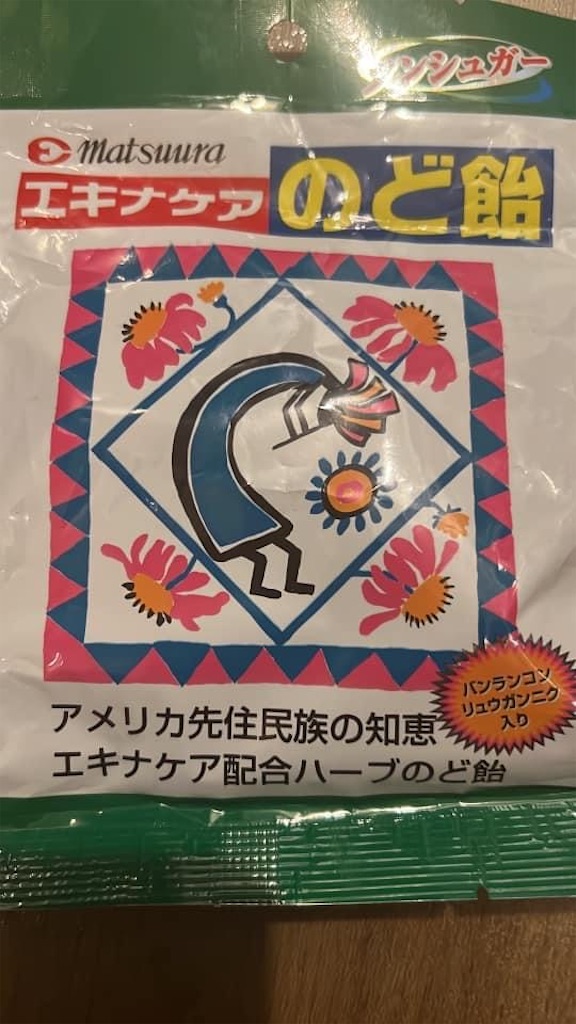 ノンシュガー
matsuura
エキナケア
のど飴
アメリカ先住民族の知恵
エキナケア配合ハーブのど飴
バンランコン
リュウガンニク
入り